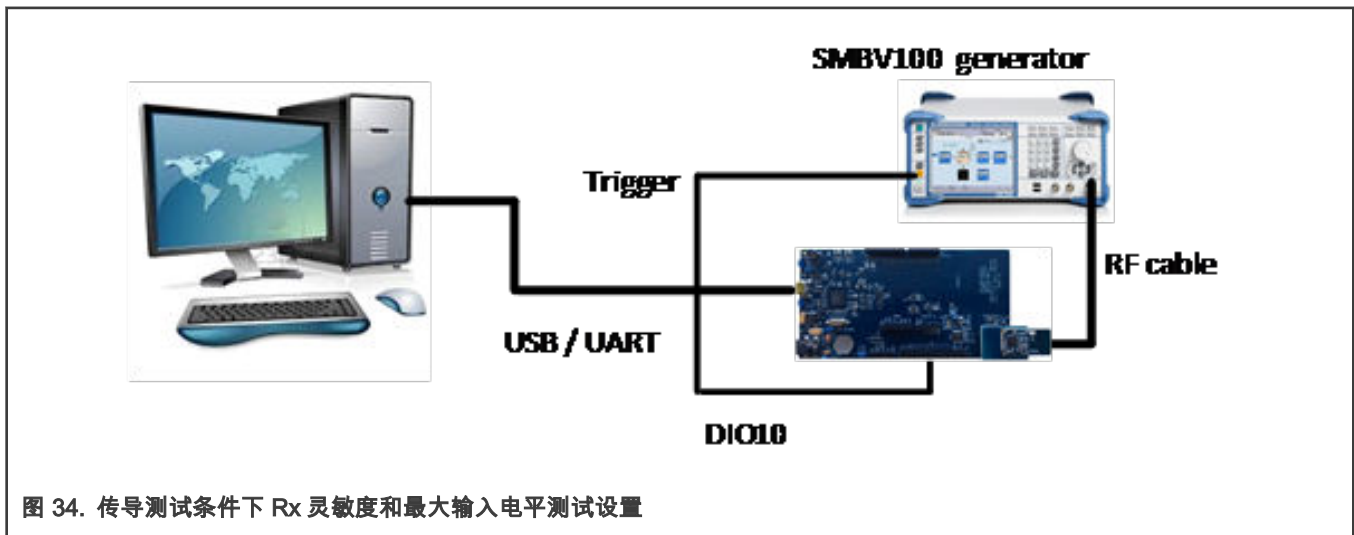 SMBV100 generator
Trigger
RF cable
USB / UART
DIO10
图 34. 传导测试条件下 Rx 灵敏度和最大输入电平测试设置